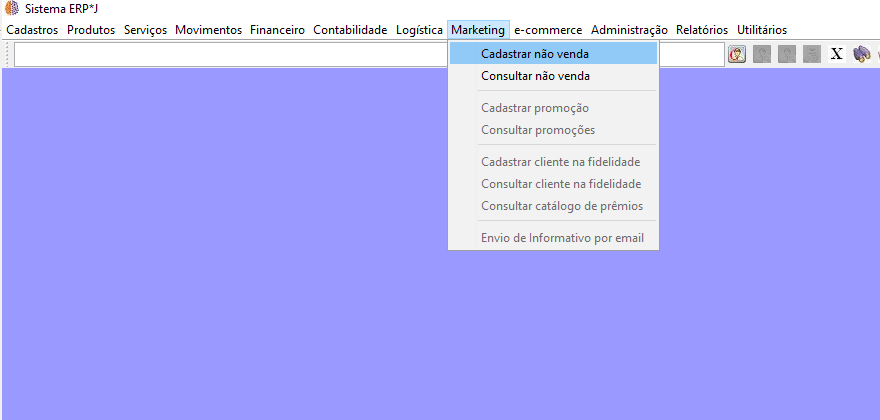 Sistema ERP*J
Cadastros Produtos Serviços Movimentos Financeiro Contabilidade Logística Marketing e-commerce Administração Relatórios Utilitários
X
Cadastrar não venda
Consultar não venda
Cadastrar promoção
Consultar promoções
Cadastrar cliente na fidelidade
Consultar cliente na fidelidade
Consultar catálogo de prêmios
Envio de Informativo por email